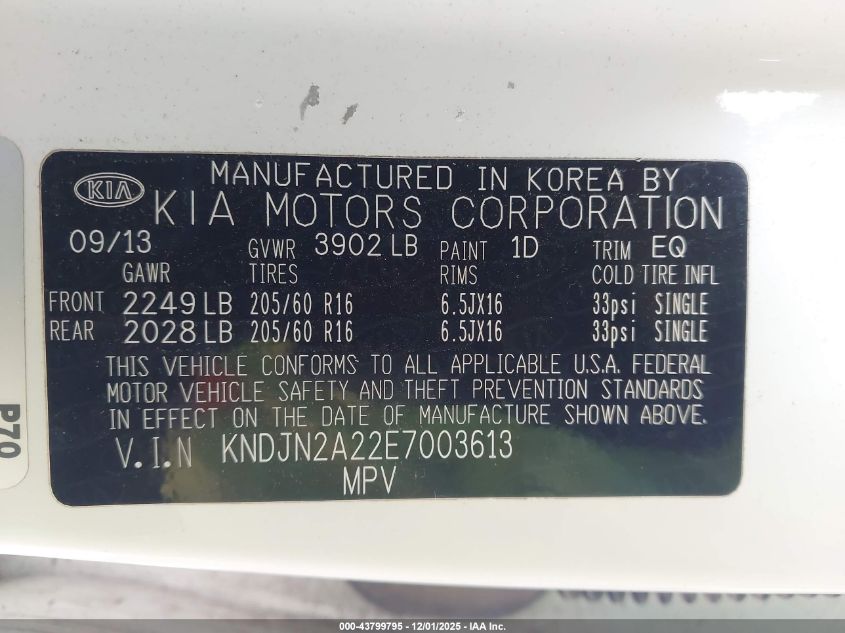 KIA
MANUFACTURED IN KOREA BY
KIA MOTORS CORPORATION
09/13 GVWR 3902 LB PAINT 1D TRIM EQ
GAWR TIRES RIMS COLD TIRE INFL
FRONT 2249 LB 205/60 R16 6.5JX16 33psi SINGLE
REAR 2028 LB 205/60 R16 6.5JX16 33psi SINGLE
THIS VEHICLE CONFORMS TO ALL APPLICABLE U.S.A. FEDERAL
MOTOR VEHICLE SAFETY AND THEFT PREVENTION STANDARDS
IN EFFECT ON THE DATE OF MANUFACTURE SHOWN ABOVE.
V.I.N KNDJN2A22E7003613
MPV
P70
000-43799795 - 12/01/2025 - IAA Inc.